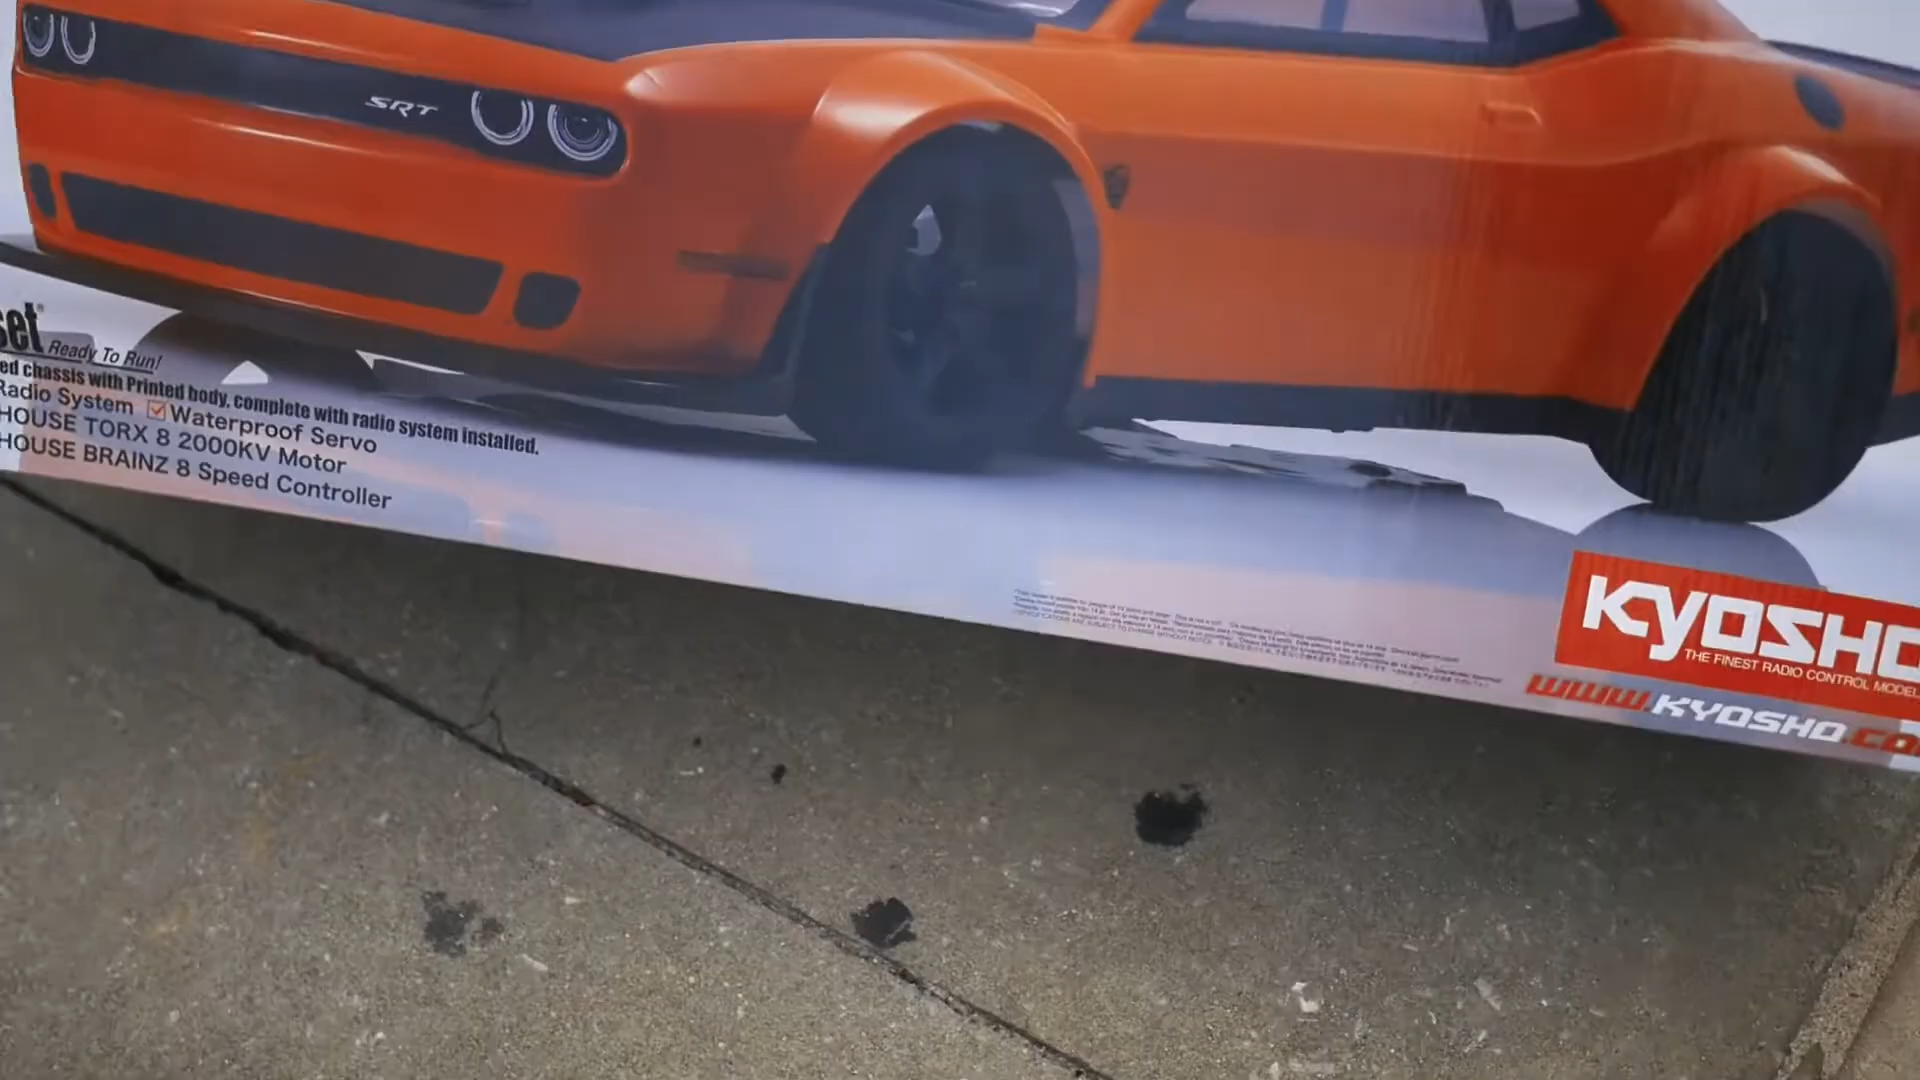 SRT
set
Ready To Run!
ed chassis with Printed body, complete with radio system installed.
Radio System ☑ Waterproof Servo
HOUSE TORX 8 2000KV Motor
HOUSE BRAINZ 8 Speed Controller
KYOSHO
THE FINEST RADIO CONTROL MODEL
www.KYOSHO.co